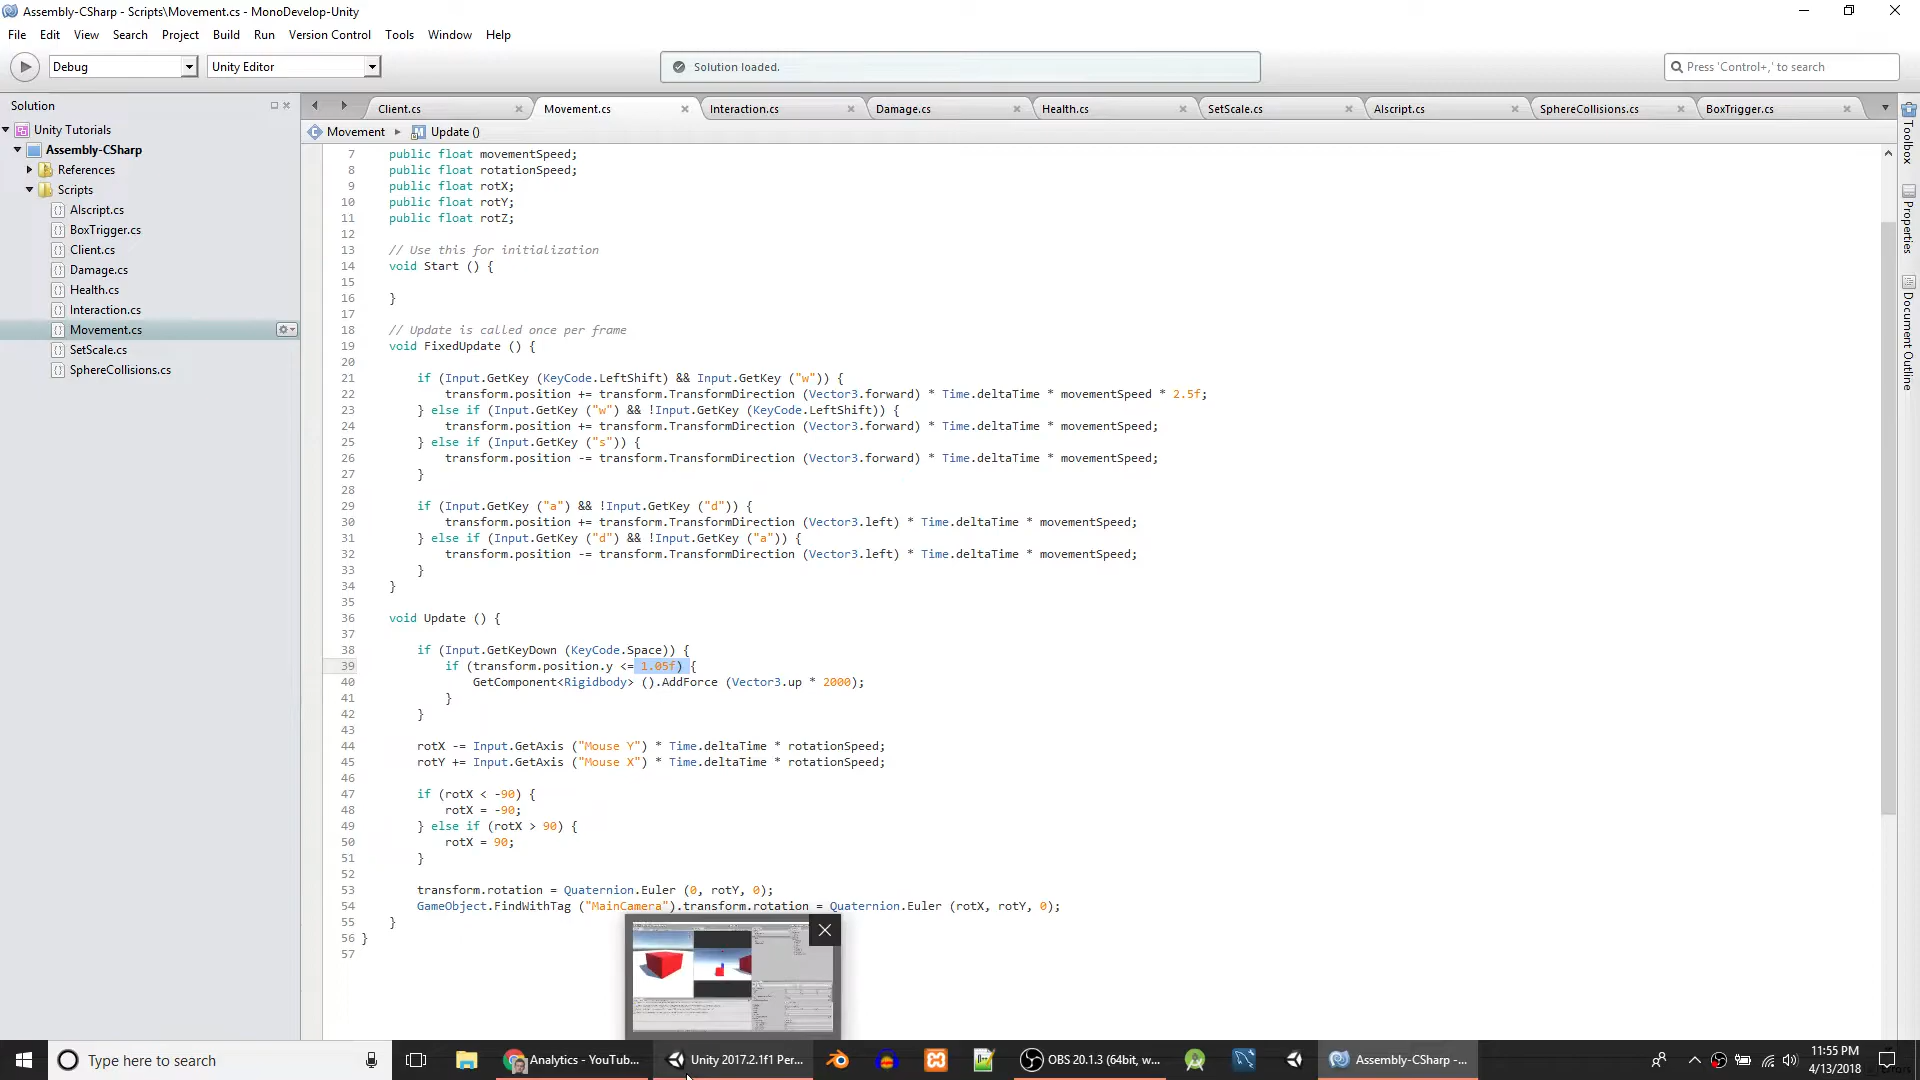 Assembly-CSharp - Scripts\Movement.cs - MonoDevelop-Unity
File Edit View Search Project Build Run Version Control Tools Window Help
Debug
Unity Editor
Solution loaded.
Press 'Control+,' to search
Solution
Client.cs
Movement.cs
Interaction.cs
Damage.cs
Health.cs
SetScale.cs
AIscript.cs
SphereCollisions.cs
BoxTrigger.cs
Movement
Update ()
Unity Tutorials
Assembly-CSharp
References
Scripts
AIscript.cs
BoxTrigger.cs
Client.cs
Damage.cs
Health.cs
Interaction.cs
Movement.cs
SetScale.cs
SphereCollisions.cs
7 public float movementSpeed;
8 public float rotationSpeed;
9 public float rotX;
10 public float rotY;
11 public float rotZ;
12
13 // Use this for initialization
14 void Start () {
15
16 }
17
18 // Update is called once per frame
19 void FixedUpdate () {
20
21 if (Input.GetKey (KeyCode.LeftShift) && Input.GetKey ("w")) {
22 transform.position += transform.TransformDirection (Vector3.forward) * Time.deltaTime * movementSpeed * 2.5f;
23 } else if (Input.GetKey ("w") && !Input.GetKey (KeyCode.LeftShift)) {
24 transform.position += transform.TransformDirection (Vector3.forward) * Time.deltaTime * movementSpeed;
25 } else if (Input.GetKey ("s")) {
26 transform.position -= transform.TransformDirection (Vector3.forward) * Time.deltaTime * movementSpeed;
27 }
28
29 if (Input.GetKey ("a") && !Input.GetKey ("d")) {
30 transform.position += transform.TransformDirection (Vector3.left) * Time.deltaTime * movementSpeed;
31 } else if (Input.GetKey ("d") && !Input.GetKey ("a")) {
32 transform.position -= transform.TransformDirection (Vector3.left) * Time.deltaTime * movementSpeed;
33 }
34 }
35
36 void Update () {
37
38 if (Input.GetKeyDown (KeyCode.Space)) {
39 if (transform.position.y <= 1.05f) {
40 GetComponent<Rigidbody> ().AddForce (Vector3.up * 2000);
41 }
42 }
43
44 rotX -= Input.GetAxis ("Mouse Y") * Time.deltaTime * rotationSpeed;
45 rotY += Input.GetAxis ("Mouse X") * Time.deltaTime * rotationSpeed;
46
47 if (rotX < -90) {
48 rotX = -90;
49 } else if (rotX > 90) {
50 rotX = 90;
51 }
52
53 transform.rotation = Quaternion.Euler (0, rotY, 0);
54 GameObject.FindWithTag ("MainCamera").transform.rotation = Quaternion.Euler (rotX, rotY, 0);
55 }
56 }
57
Toolbox
Properties
Document Outline
Type here to search
Analytics - YouTub...
Unity 2017.2.1f1 Per...
OBS 20.1.3 (64bit, w...
Assembly-CSharp -...
11:55 PM
4/13/2018